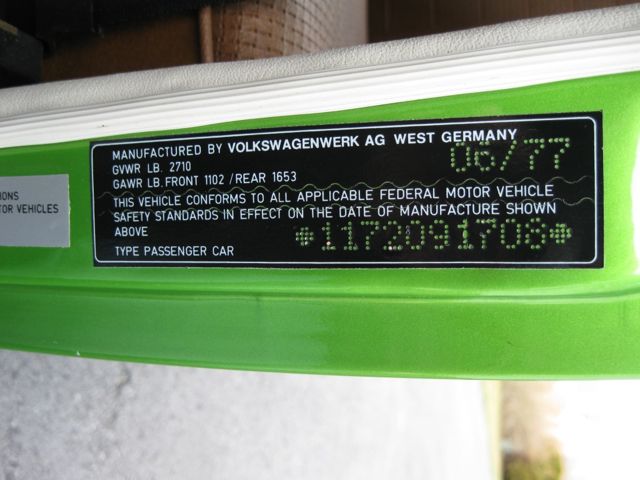 MANUFACTURED BY VOLKSWAGENWERK AG WEST GERMANY
GVWR LB. 2710
06/77
GAWR LB. FRONT 1102 / REAR 1653
THIS VEHICLE CONFORMS TO ALL APPLICABLE FEDERAL MOTOR VEHICLE
SAFETY STANDARDS IN EFFECT ON THE DATE OF MANUFACTURE SHOWN
ABOVE
*1172091708*
TYPE PASSENGER CAR
IONS
TOR VEHICLES